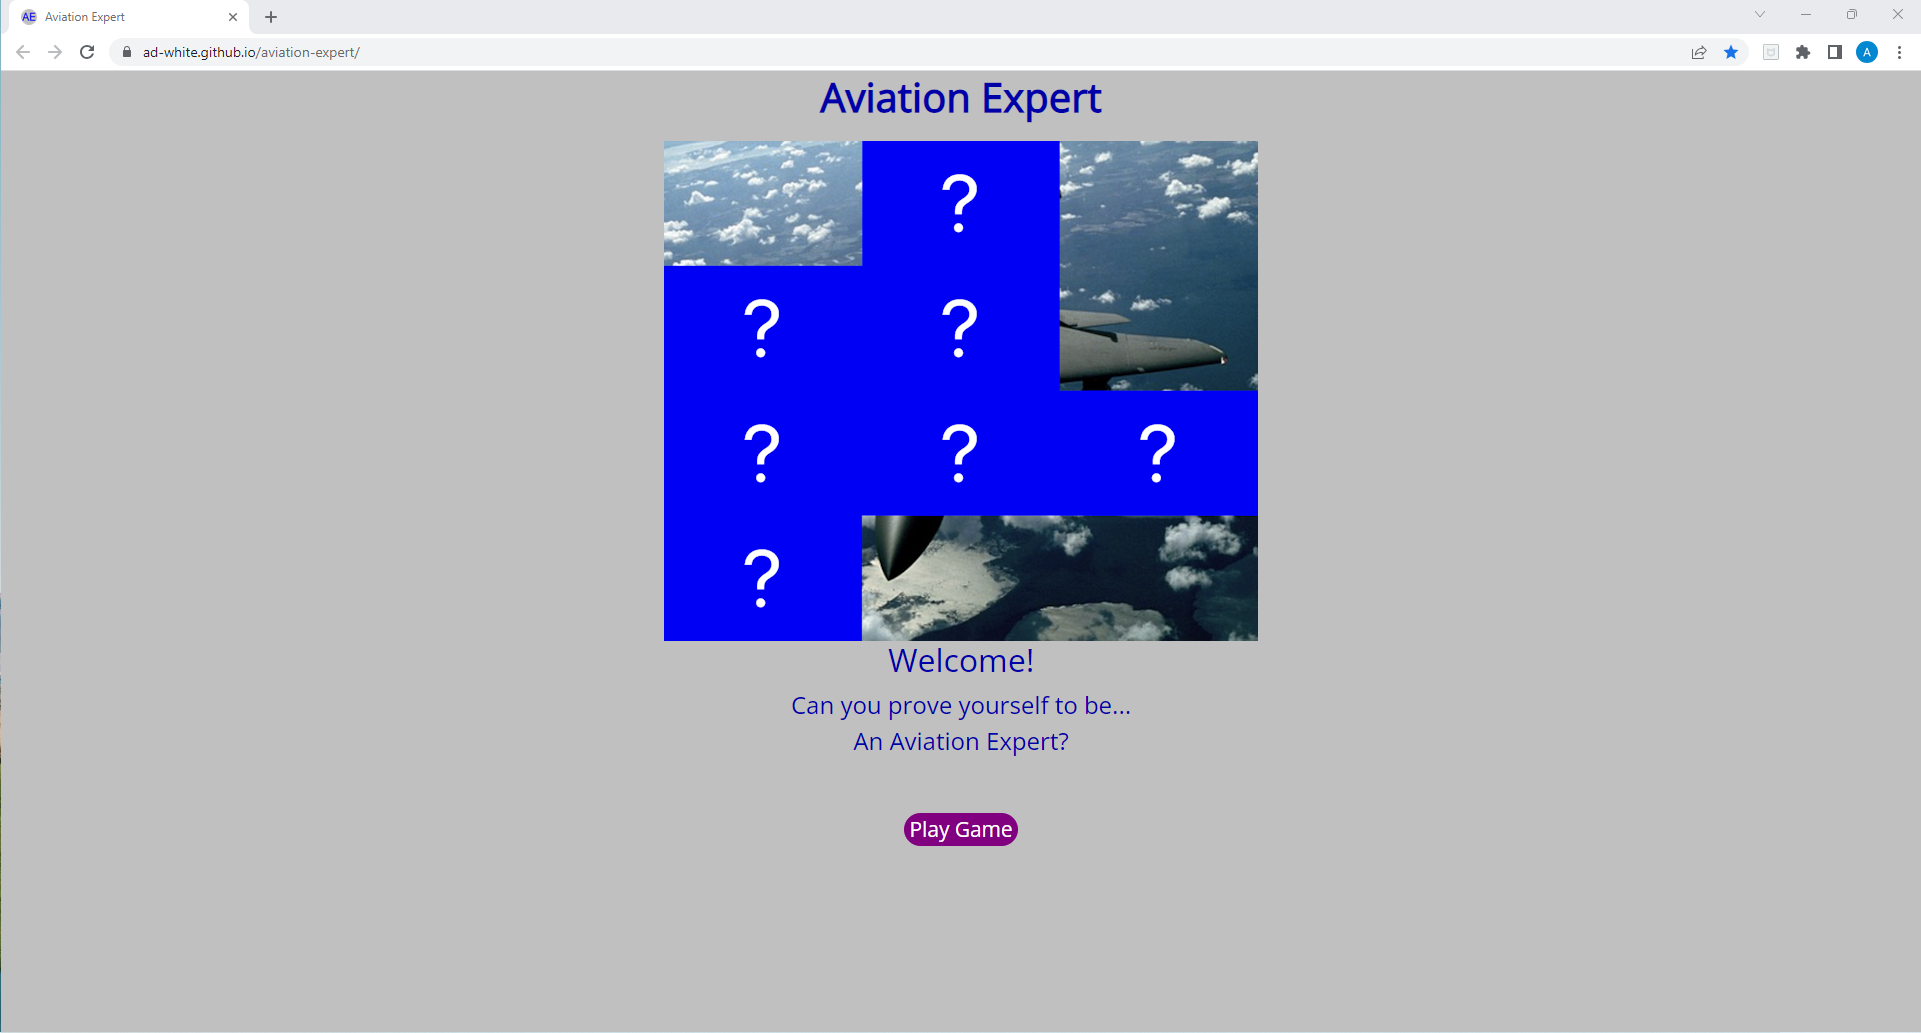 AE Aviation Expert
ad-white.github.io/aviation-expert/
A
Aviation Expert
?
? ?
? ? ?
?
Welcome!
Can you prove yourself to be...
An Aviation Expert?
Play Game